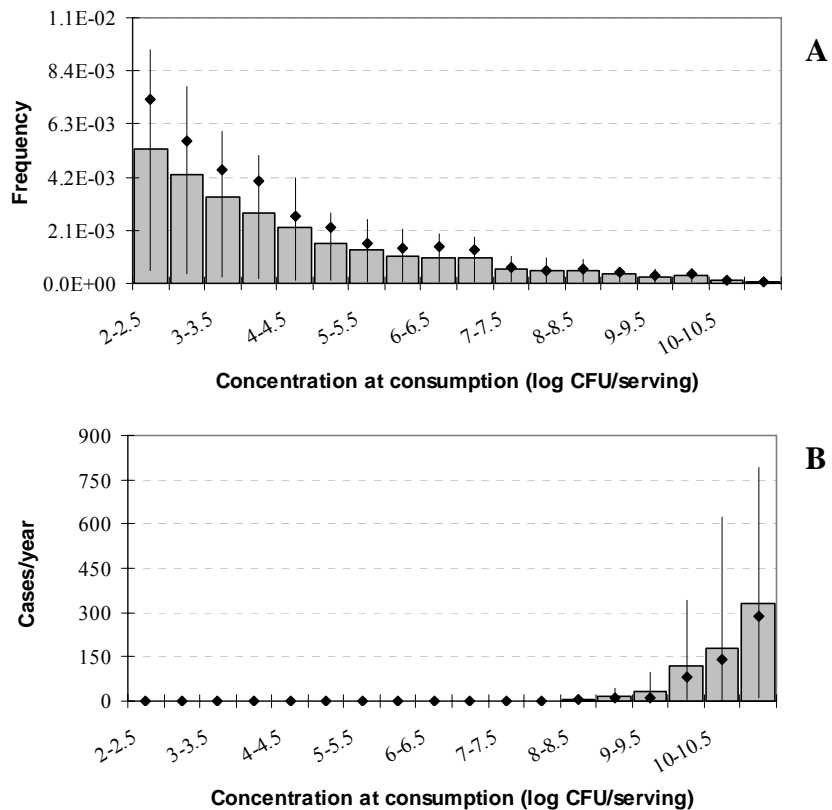 1.1E-02
A
8.4E-03
6.3E-03
4.2E-03
2.1E-03
0.0E+00
Frequency
2-2.5 3-3.5 4-4.5 5-5.5 6-6.5 7-7.5 8-8.5 9-9.5 10-10.5
Concentration at consumption (log CFU/serving)
900
B
750
600
450
300
150
0
Cases/year
2-2.5 3-3.5 4-4.5 5-5.5 6-6.5 7-7.5 8-8.5 9-9.5 10-10.5
Concentration at consumption (log CFU/serving)